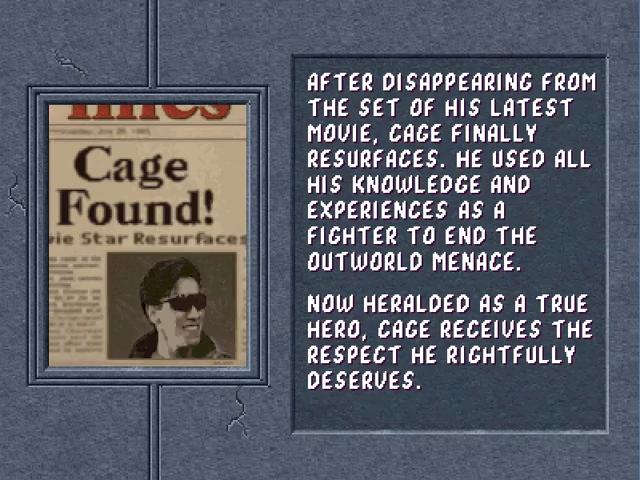 Times
Cage
Found!
vie Star Resurfaces
AFTER DISAPPEARING FROM
THE SET OF HIS LATEST
MOVIE, CAGE FINALLY
RESURFACES. HE USED ALL
HIS KNOWLEDGE AND
EXPERIENCES AS A
FIGHTER TO END THE
OUTWORLD MENACE.
NOW HERALDED AS A TRUE
HERO, CAGE RECEIVES THE
RESPECT HE RIGHTFULLY
DESERVES.